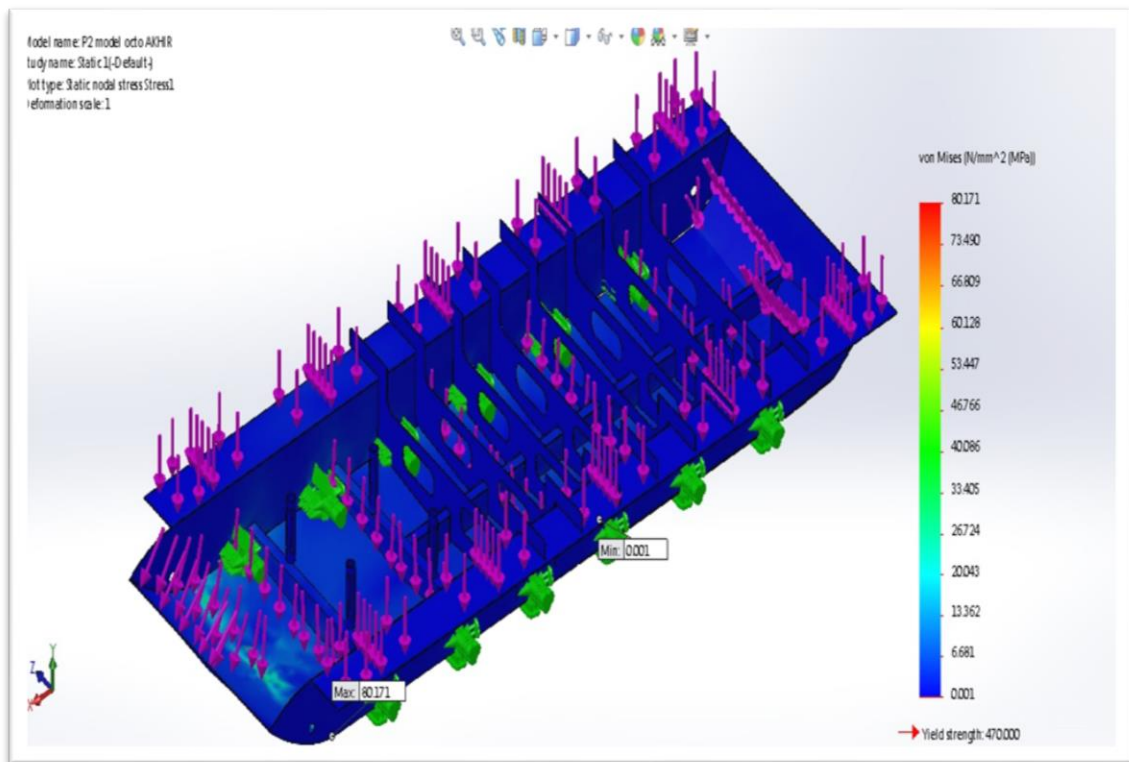 Model name: P2 model octo AKHIR
tudy name: Static 1(-Default-)
lot type: Static nodal stress Stress1
eformation scale: 1
von Mises (N/mm^2 (MPa))
80.171
73.490
66.809
60.128
53.447
46.766
40.086
33.405
26.724
20.043
13.362
6.681
0.001
Yield strength: 470.000
Min: 0.001
Max: 80.171
Y
Z
X